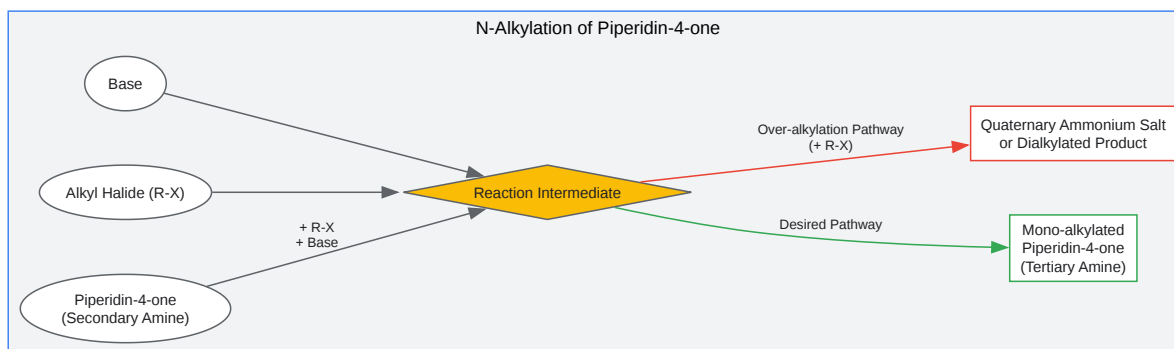 N-Alkylation of Piperidin-4-one
Base
Alkyl Halide (R-X)
+ R-X
+ Base
Piperidin-4-one
(Secondary Amine)
Reaction Intermediate
Over-alkylation Pathway
(+ R-X)
Quaternary Ammonium Salt
or Dialkylated Product
Desired Pathway
Mono-alkylated
Piperidin-4-one
(Tertiary Amine)